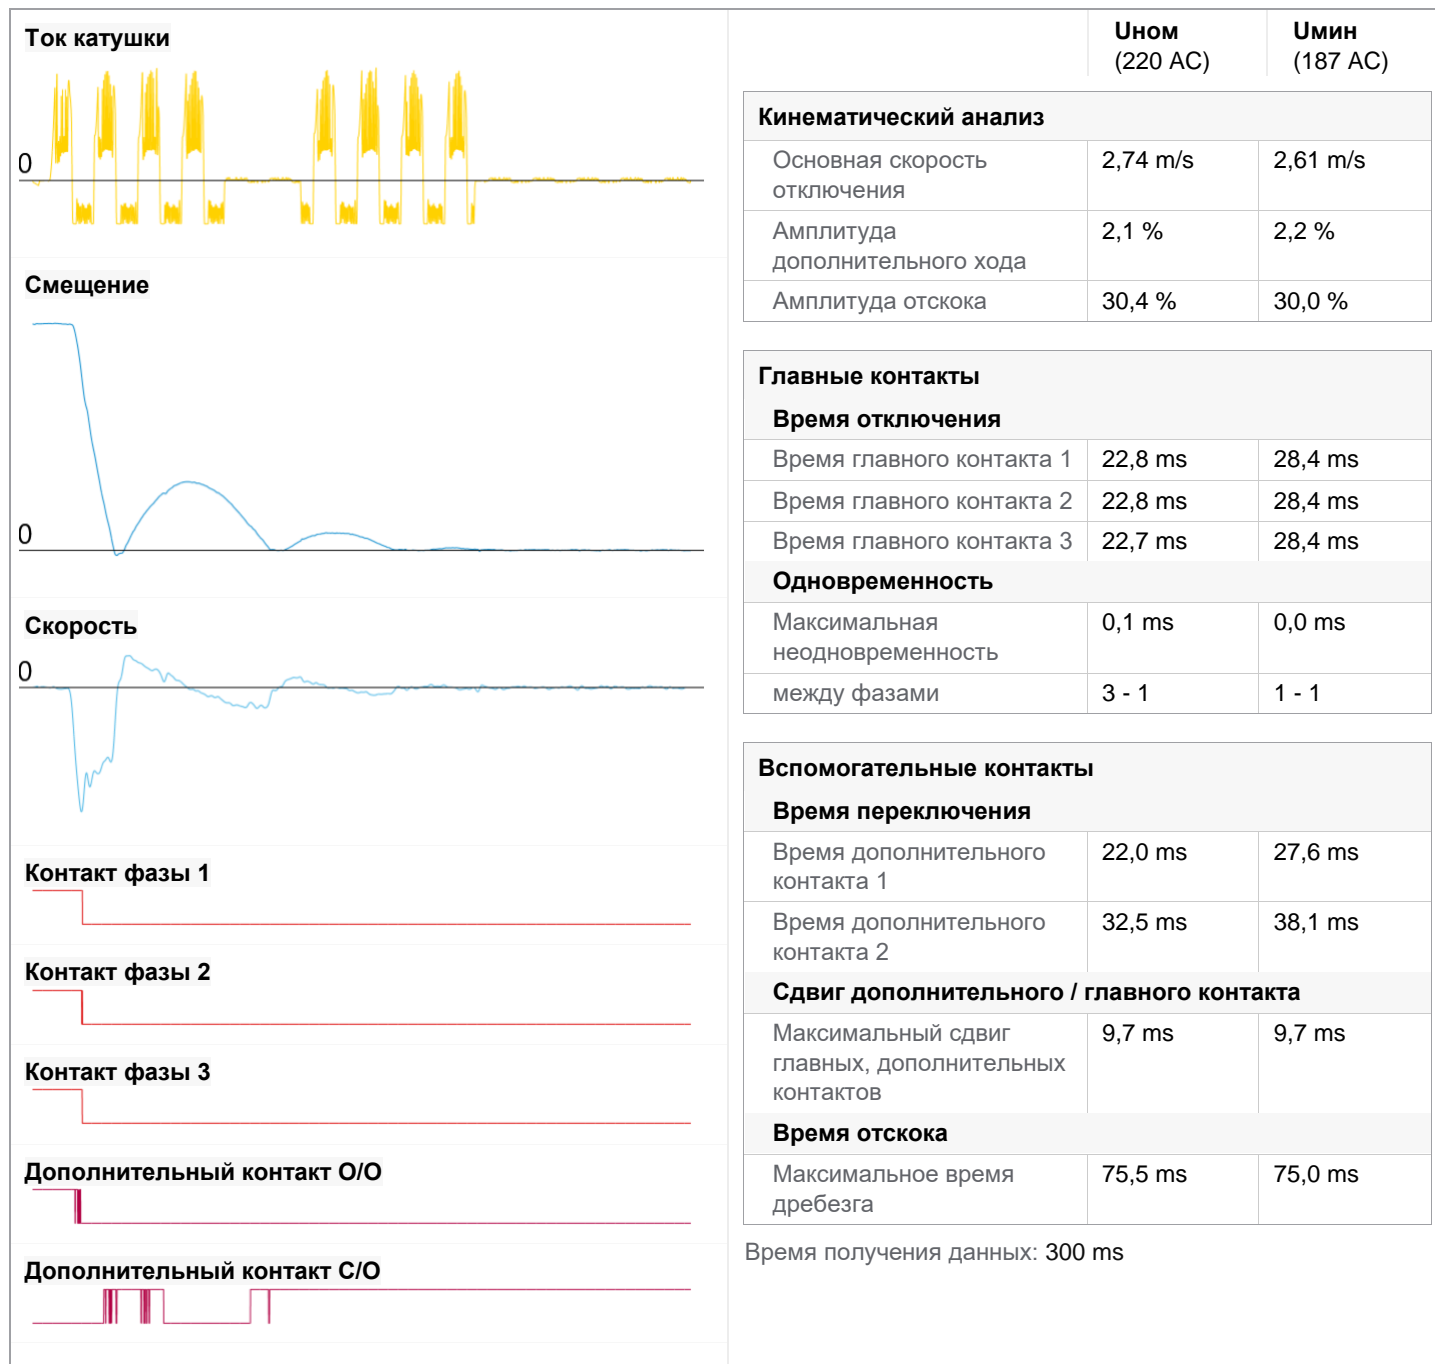 Ток катушки
0
Смещение
0
Скорость
0
Контакт фазы 1
Контакт фазы 2
Контакт фазы 3
Дополнительный контакт O/O
Дополнительный контакт C/O
Uном Uмин
(220 AC) (187 AC)
Кинематический анализ
Основная скорость 2,74 m/s 2,61 m/s
отключения
Амплитуда 2,1 % 2,2 %
дополнительного хода
Амплитуда отскока 30,4 % 30,0 %
Главные контакты
Время отключения
Время главного контакта 1 22,8 ms 28,4 ms
Время главного контакта 2 22,8 ms 28,4 ms
Время главного контакта 3 22,7 ms 28,4 ms
Одновременность
Максимальная 0,1 ms 0,0 ms
неодновременность
между фазами 3 - 1 1 - 1
Вспомогательные контакты
Время переключения
Время дополнительного 22,0 ms 27,6 ms
контакта 1
Время дополнительного 32,5 ms 38,1 ms
контакта 2
Сдвиг дополнительного / главного контакта
Максимальный сдвиг 9,7 ms 9,7 ms
главных, дополнительных
контактов
Время отскока
Максимальное время 75,5 ms 75,0 ms
дребезга
Время получения данных: 300 ms